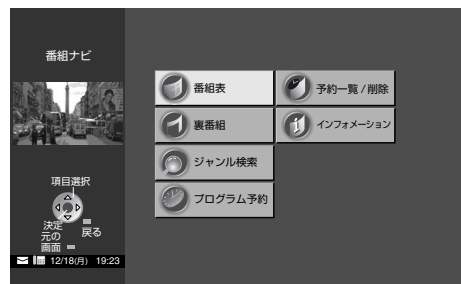 番組ナビ
番組表
予約一覧/削除
裏番組
インフォメーション
ジャンル検索
プログラム予約
項目選択
決定
元の
画面
戻る
12/18(月) 19:23